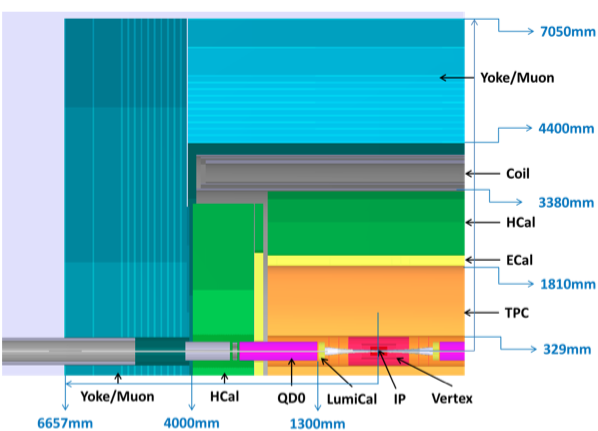 7050mm
Yoke/Muon
4400mm
Coil
3380mm
HCal
ECal
1810mm
TPC
329mm
Yoke/Muon HCal QD0 LumiCal IP Vertex
6657mm 4000mm 1300mm